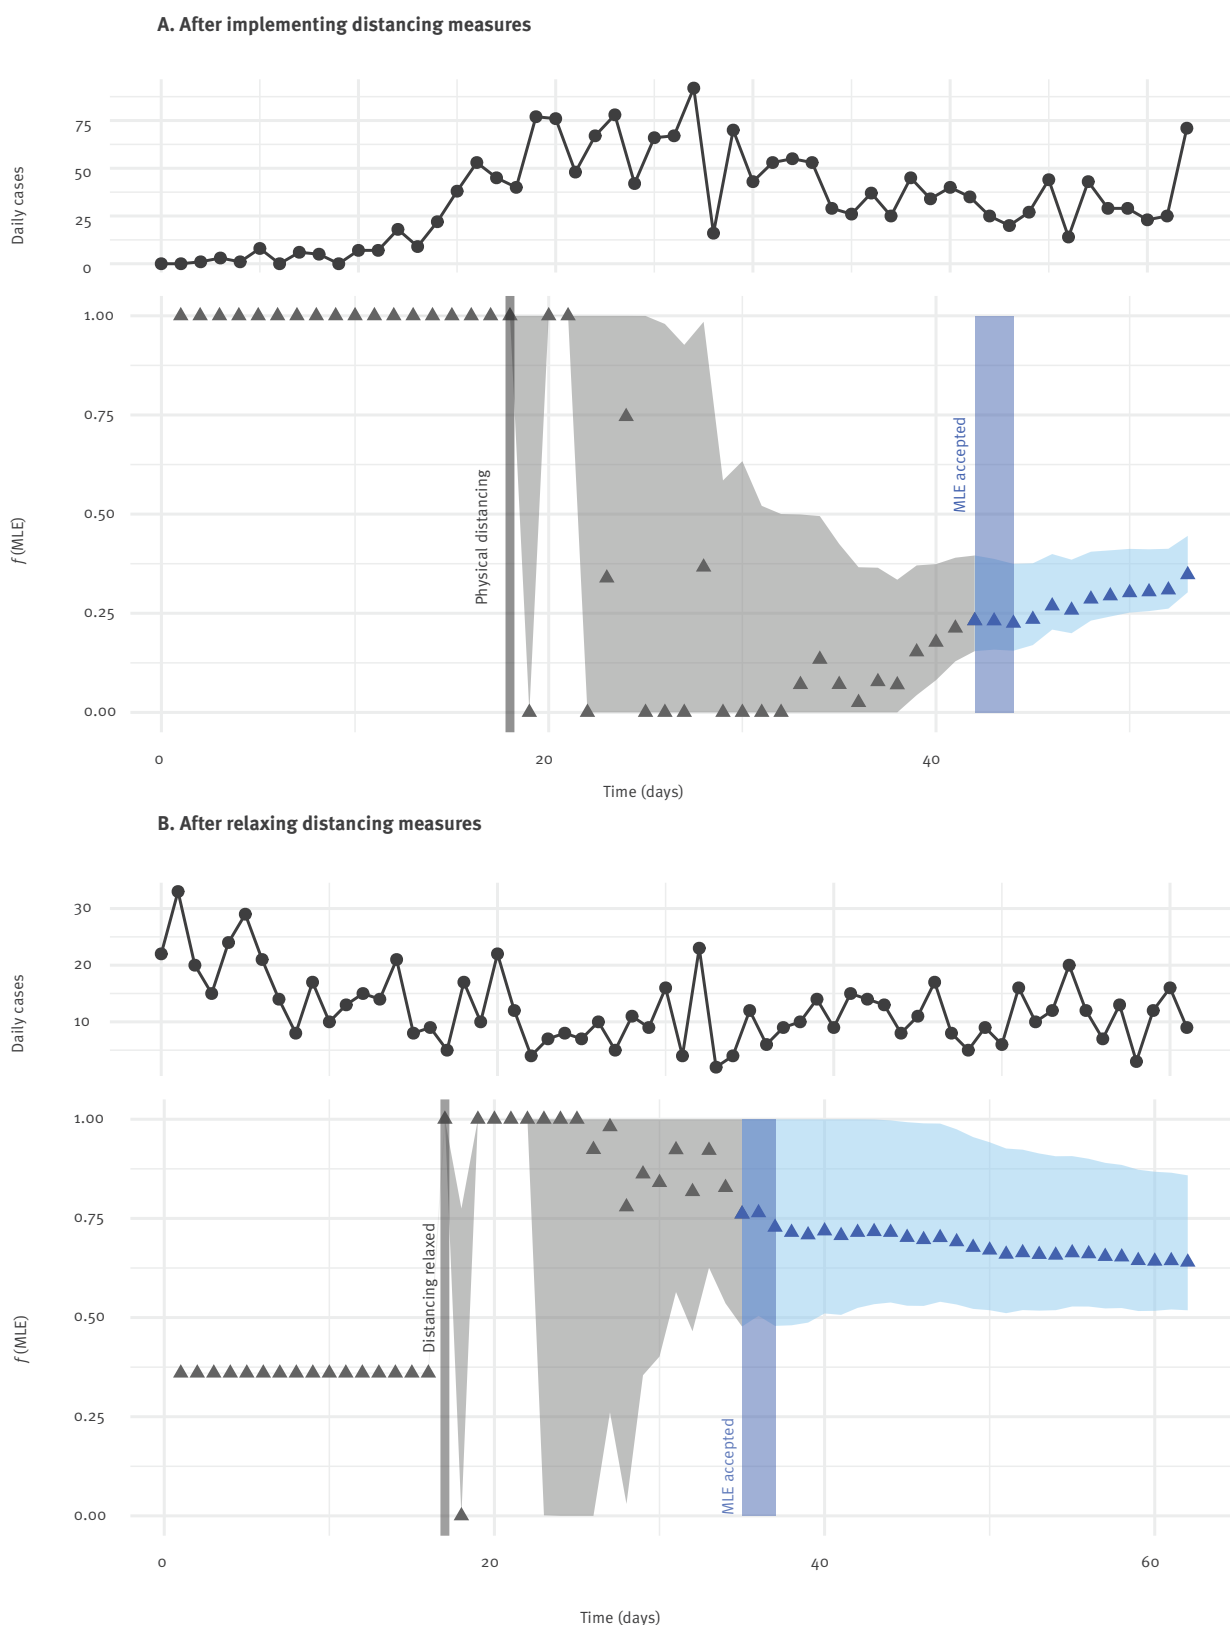 A. After implementing distancing measures
Daily cases
75
50
25
0
f (MLE)
1.00
0.75
0.50
0.25
0.00
Physical distancing
MLE accepted
0
20
40
Time (days)
B. After relaxing distancing measures
Daily cases
30
20
10
f (MLE)
1.00
0.75
0.50
0.25
0.00
Distancing relaxed
MLE accepted
0
20
40
60
Time (days)